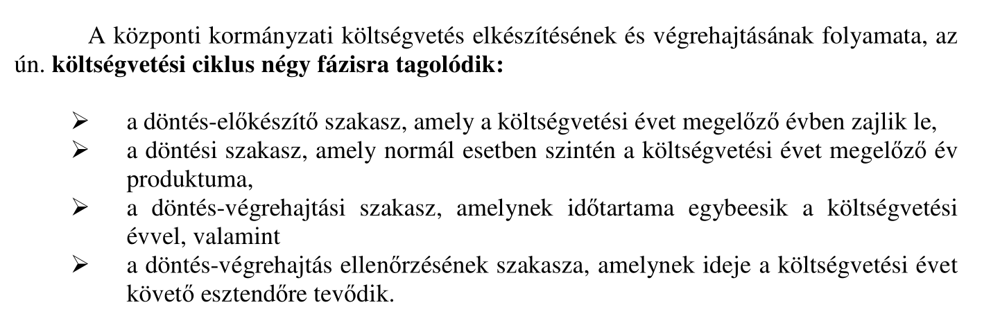 A központi kormányzati költségvetés elkészítésének és végrehajtásának folyamata, az
ún. költségvetési ciklus négy fázisra tagolódik:
➢ a döntés-előkészítő szakasz, amely a költségvetési évet megelőző évben zajlik le,
➢ a döntési szakasz, amely normál esetben szintén a költségvetési évet megelőző év
produktuma,
➢ a döntés-végrehajtási szakasz, amelynek időtartama egybeesik a költségvetési
évvel, valamint
➢ a döntés-végrehajtás ellenőrzésének szakasza, amelynek ideje a költségvetési évet
követő esztendőre tevődik.